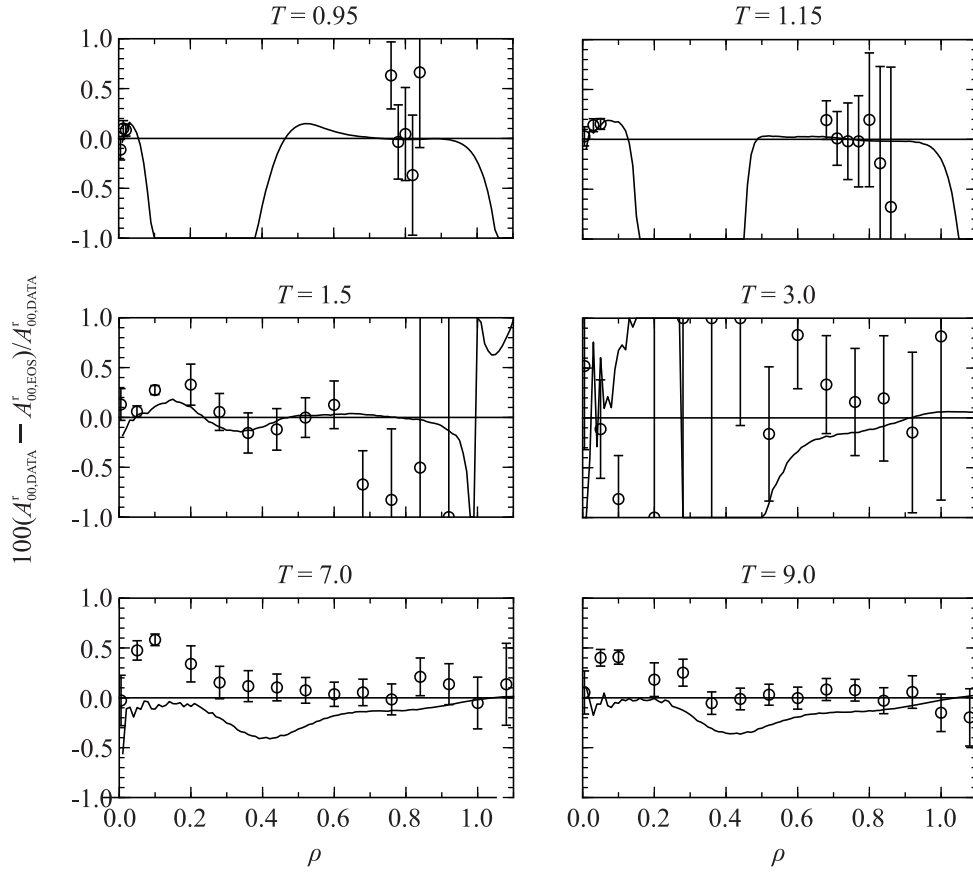 T = 0.95
T = 1.15
1.0
0.5
0.0
-0.5
-1.0
T = 1.5
T = 3.0
1.0
0.5
0.0
-0.5
-1.0
T = 7.0
T = 9.0
1.0
0.5
0.0
-0.5
-1.0
0.0 0.2 0.4 0.6 0.8 1.0
0.0 0.2 0.4 0.6 0.8 1.0
ρ
ρ
100(A^r_00,DATA − A^r_00,EOS)/A^r_00,DATA